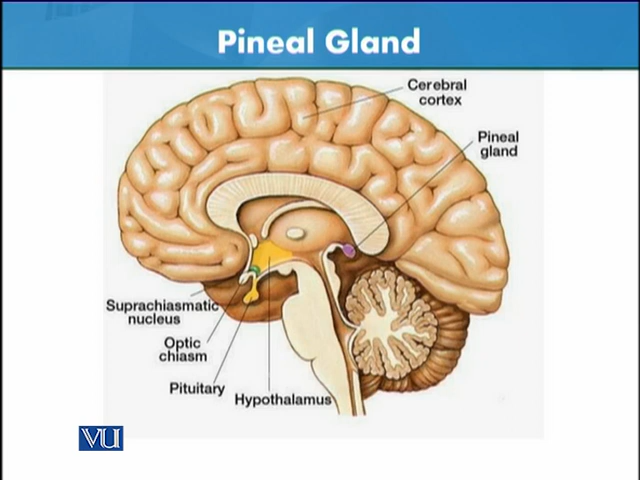 Pineal Gland
Cerebral
cortex
Pineal
gland
Suprachiasmatic
nucleus
Optic
chiasm
Pituitary
Hypothalamus
VU